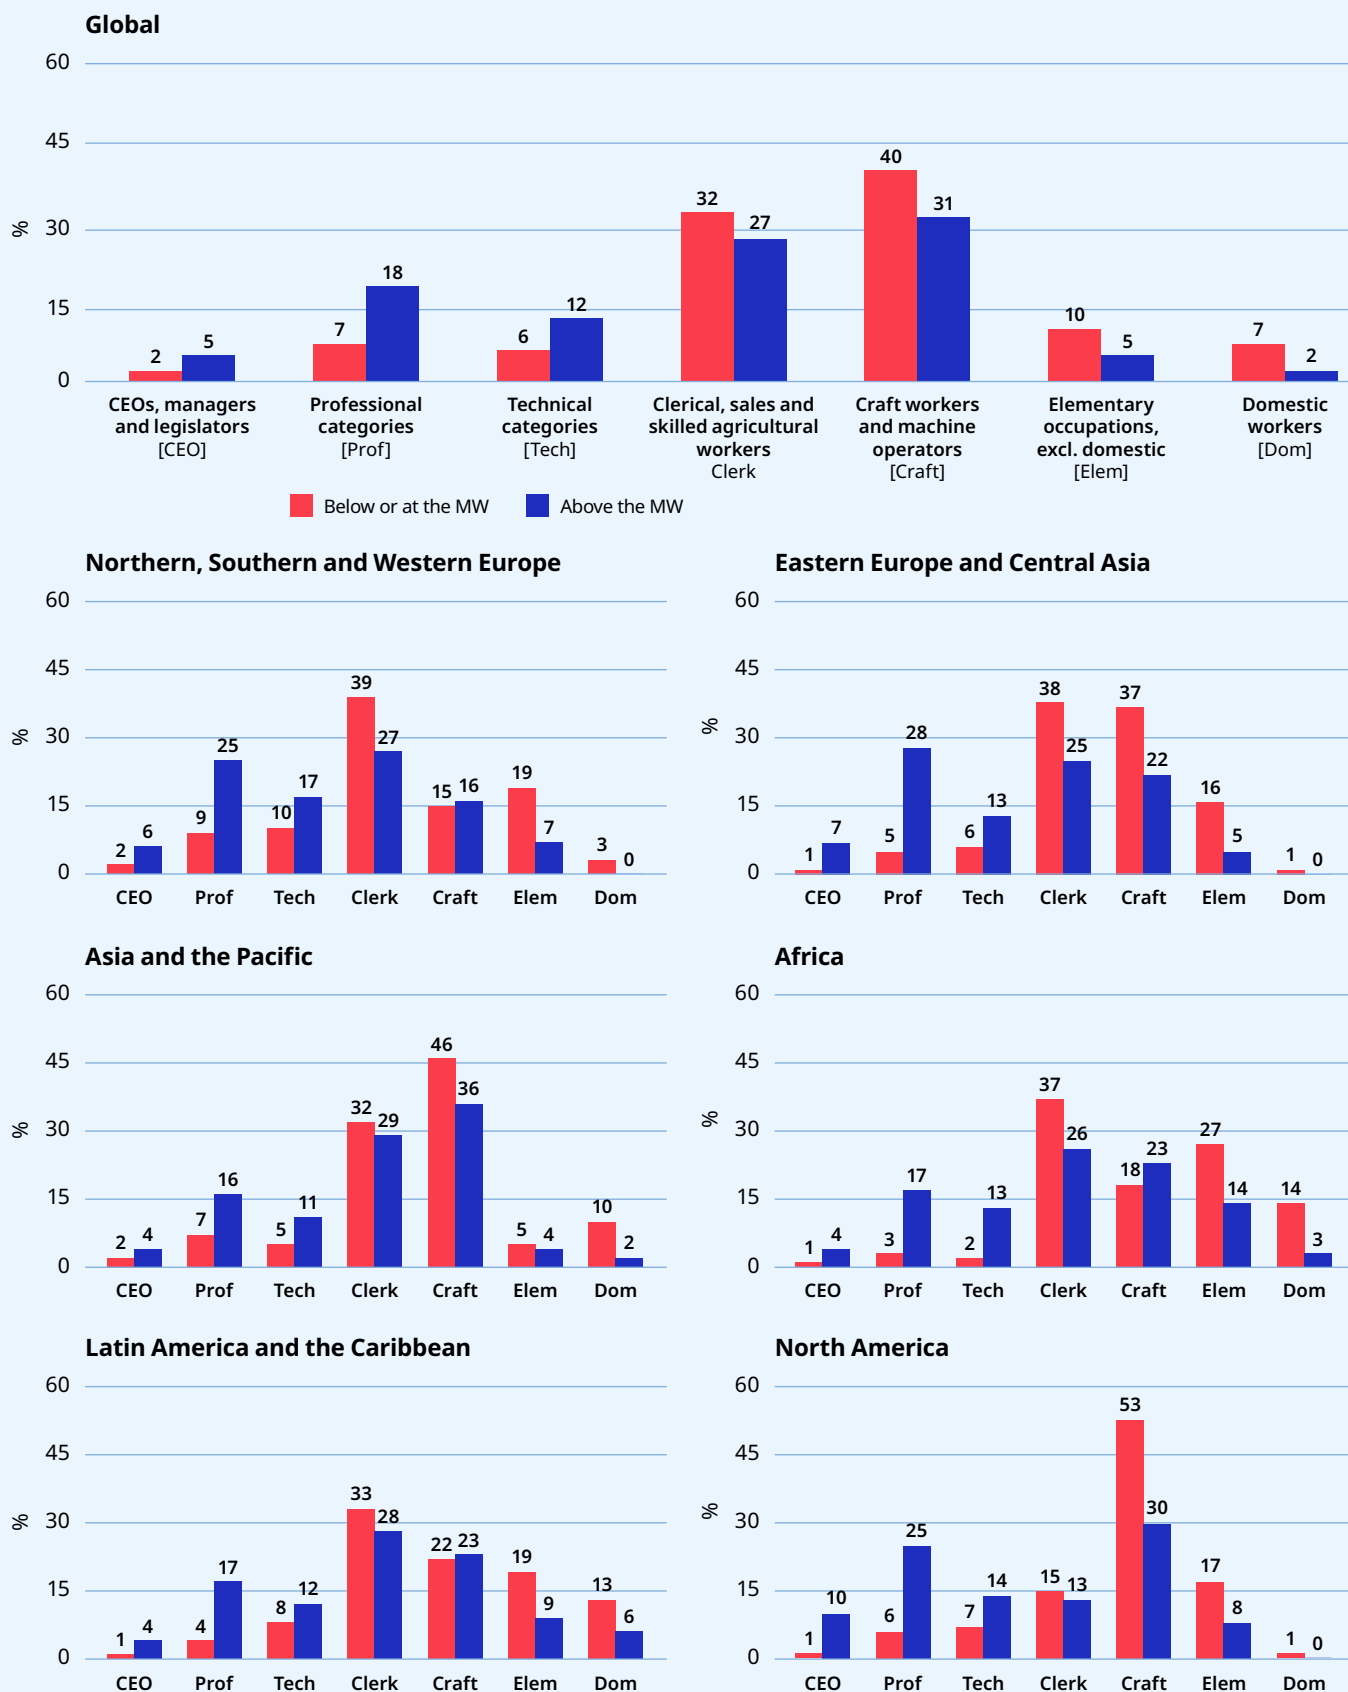 Global
60
45
30
15
0
%
2
5
7
18
6
12
32
27
40
31
10
5
7
2
CEOs, managers
and legislators
[CEO]
Professional
categories
[Prof]
Technical
categories
[Tech]
Clerical, sales and
skilled agricultural
workers
Clerk
Craft workers
and machine
operators
[Craft]
Elementary
occupations,
excl. domestic
[Elem]
Domestic
workers
[Dom]
Below or at the MW
Above the MW
Northern, Southern and Western Europe
60
45
30
15
0
%
2
6
9
25
10
17
39
27
15
16
19
7
3
0
CEO
Prof
Tech
Clerk
Craft
Elem
Dom
Eastern Europe and Central Asia
60
45
30
15
0
%
1
7
5
28
6
13
38
25
37
22
16
5
1
0
CEO
Prof
Tech
Clerk
Craft
Elem
Dom
Asia and the Pacific
60
45
30
15
0
%
2
4
7
16
5
11
32
29
46
36
5
4
10
2
CEO
Prof
Tech
Clerk
Craft
Elem
Dom
Africa
60
45
30
15
0
%
1
4
3
17
2
13
37
26
18
23
27
14
14
3
CEO
Prof
Tech
Clerk
Craft
Elem
Dom
Latin America and the Caribbean
60
45
30
15
0
%
1
4
4
17
8
12
33
28
22
23
19
9
13
6
CEO
Prof
Tech
Clerk
Craft
Elem
Dom
North America
60
45
30
15
0
%
1
10
6
25
7
14
15
13
53
30
17
8
1
0
CEO
Prof
Tech
Clerk
Craft
Elem
Dom